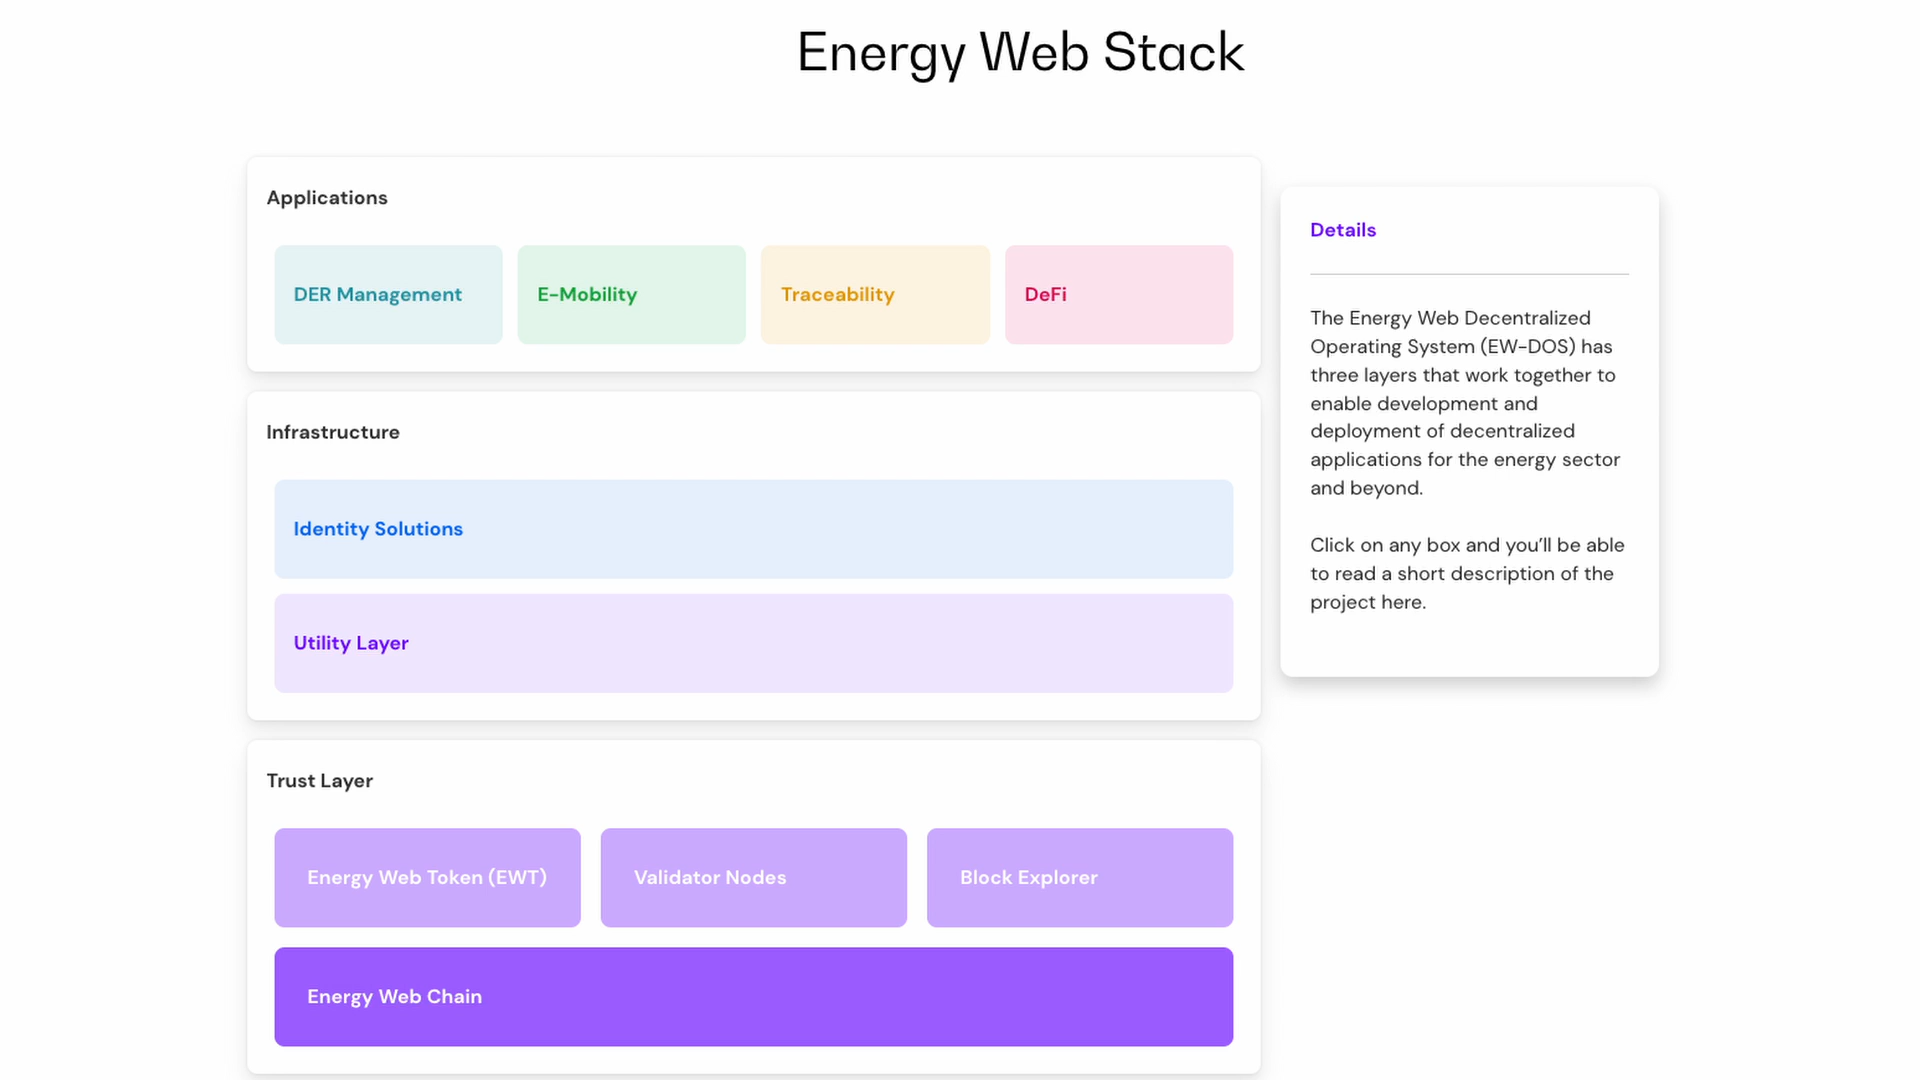 Energy Web Stack
Applications
DER Management
E-Mobility
Traceability
DeFi
Infrastructure
Identity Solutions
Utility Layer
Trust Layer
Energy Web Token (EWT)
Validator Nodes
Block Explorer
Energy Web Chain
Details
The Energy Web Decentralized
Operating System (EW-DOS) has
three layers that work together to
enable development and
deployment of decentralized
applications for the energy sector
and beyond.
Click on any box and you’ll be able
to read a short description of the
project here.